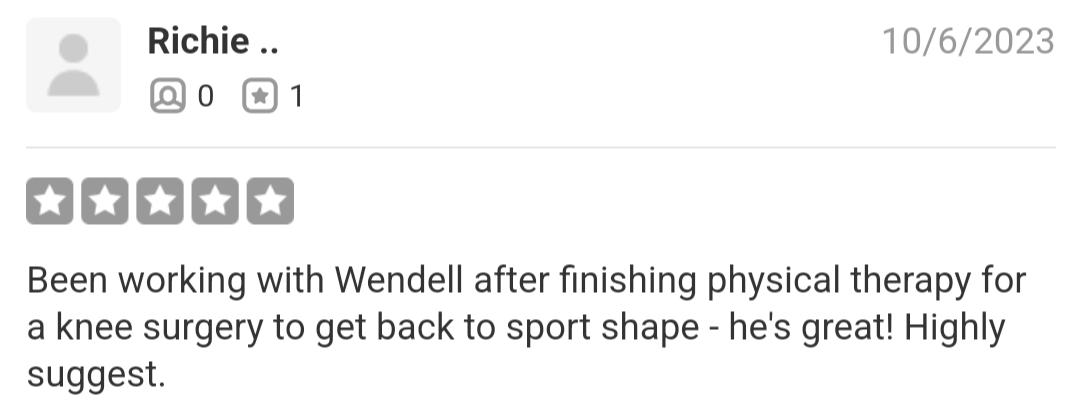 Richie ..
10/6/2023
0 1
Been working with Wendell after finishing physical therapy for
a knee surgery to get back to sport shape - he's great! Highly
suggest.